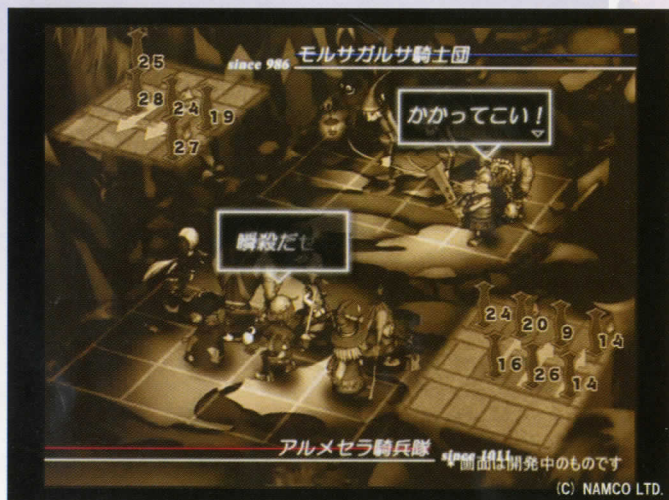 since 986 モルサガルサ騎士団
25
28 24 19
27
かかってこい！
瞬殺だぜ
24 20 9 14
16 26 14
アルメセラ騎兵隊 since 1011
*画面は開発中のものです
(C) NAMCO LTD.